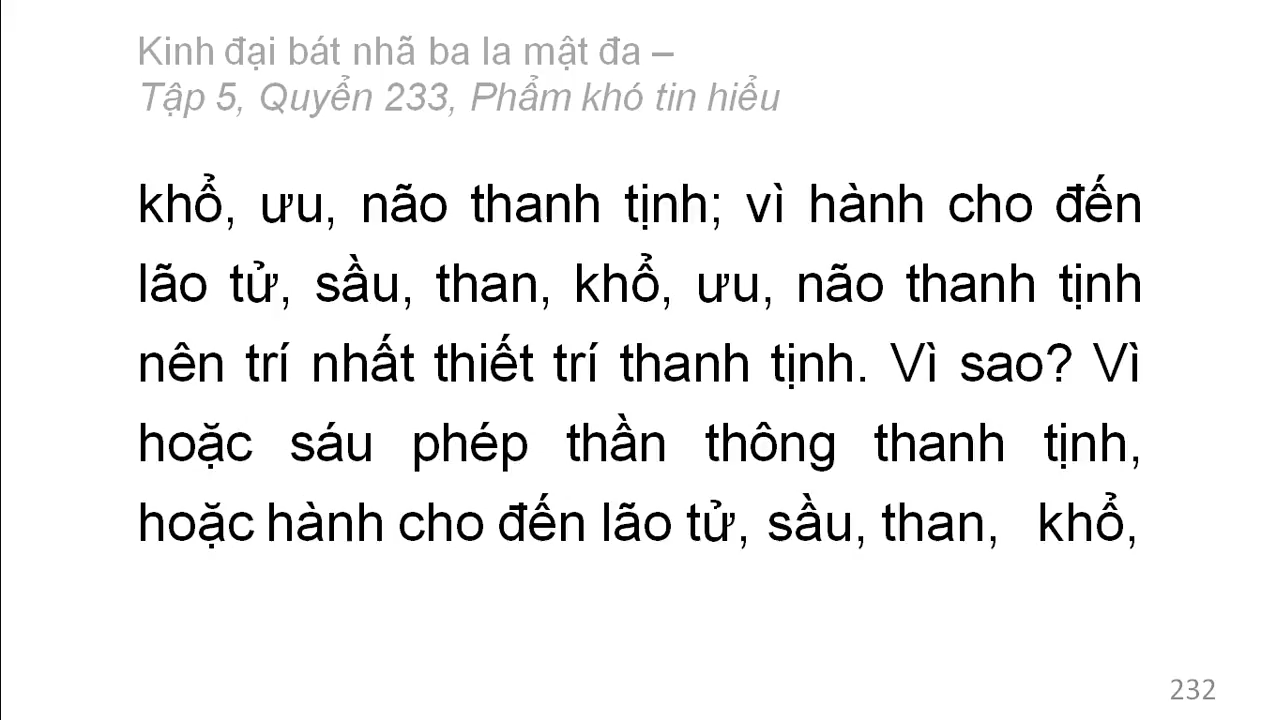 Kinh đại bát nhã ba la mật đa –
Tập 5, Quyển 233, Phẩm khó tin hiểu
khổ, ưu, não thanh tịnh; vì hành cho đến
lão tử, sầu, than, khổ, ưu, não thanh tịnh
nên trí nhất thiết trí thanh tịnh. Vì sao? Vì
hoặc sáu phép thần thông thanh tịnh,
hoặc hành cho đến lão tử, sầu, than, khổ,
232